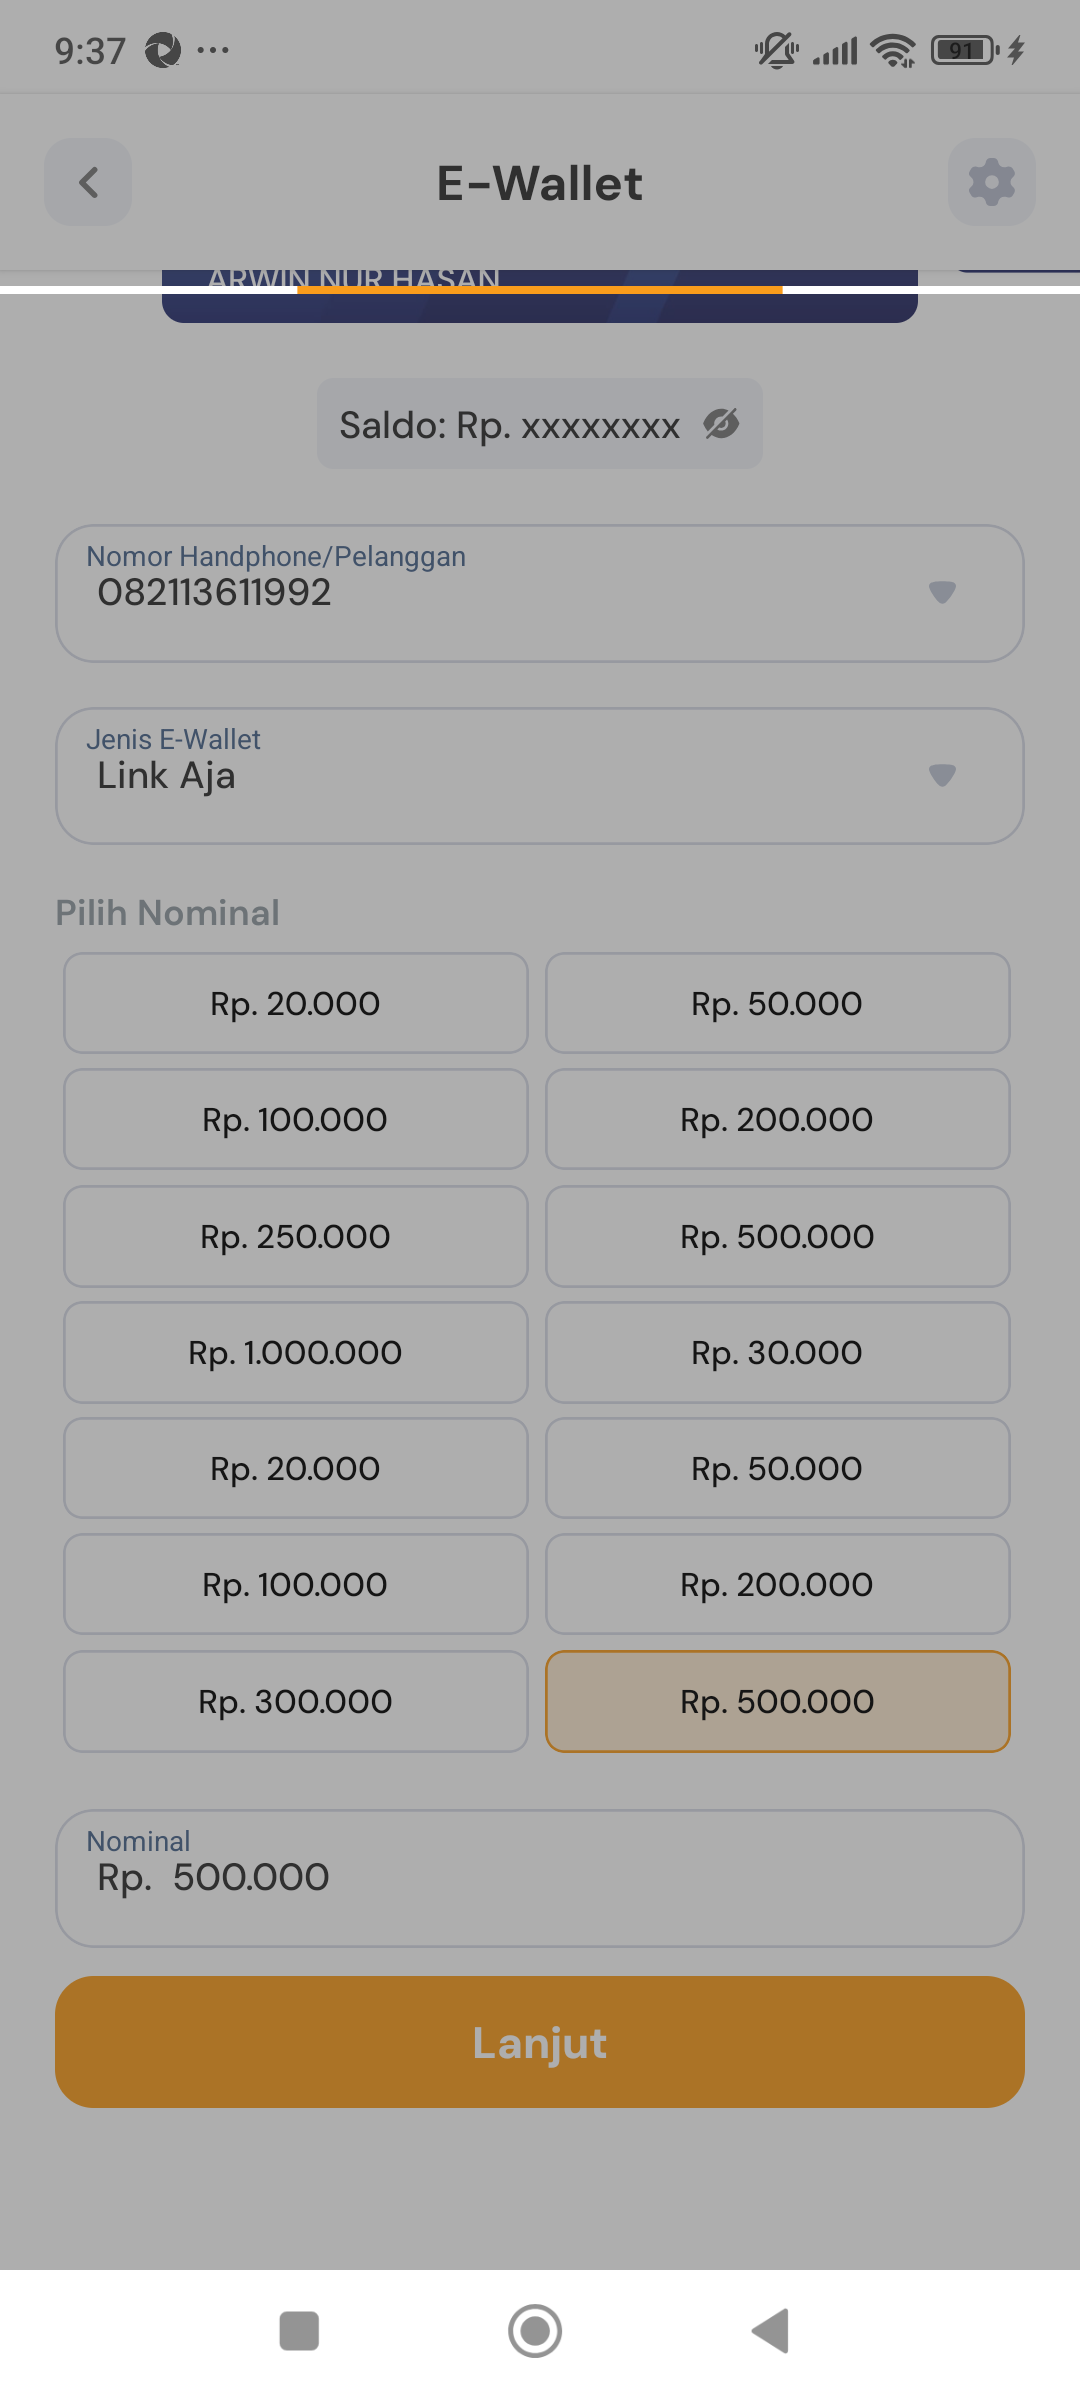 9:37
91
E-Wallet
ARWIN NUR HASAN
Saldo: Rp. xxxxxxxx
Nomor Handphone/Pelanggan
082113611992
Jenis E-Wallet
Link Aja
Pilih Nominal
Rp. 20.000
Rp. 50.000
Rp. 100.000
Rp. 200.000
Rp. 250.000
Rp. 500.000
Rp. 1.000.000
Rp. 30.000
Rp. 20.000
Rp. 50.000
Rp. 100.000
Rp. 200.000
Rp. 300.000
Rp. 500.000
Nominal
Rp. 500.000
Lanjut